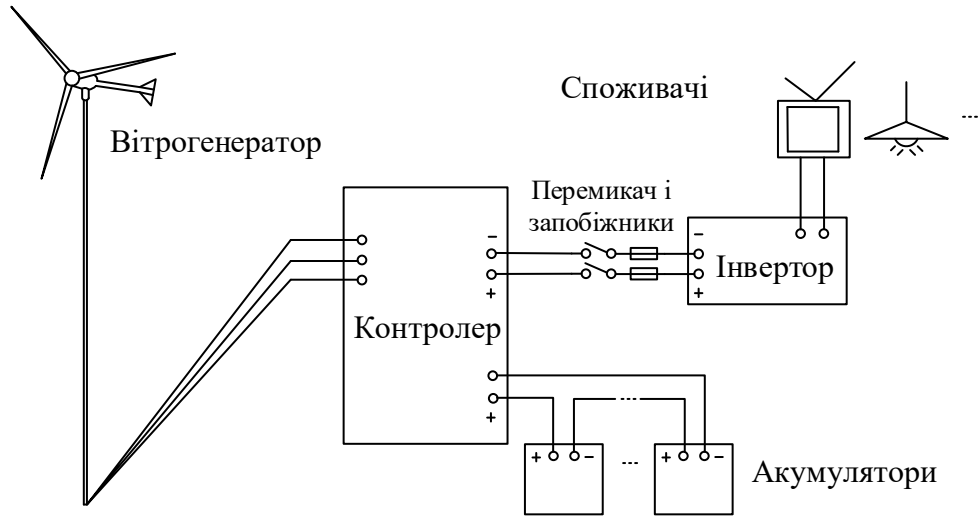 Споживачі
Вітрогенератор
Перемикач і
запобіжники
Інвертор
Контролер
Акумулятори